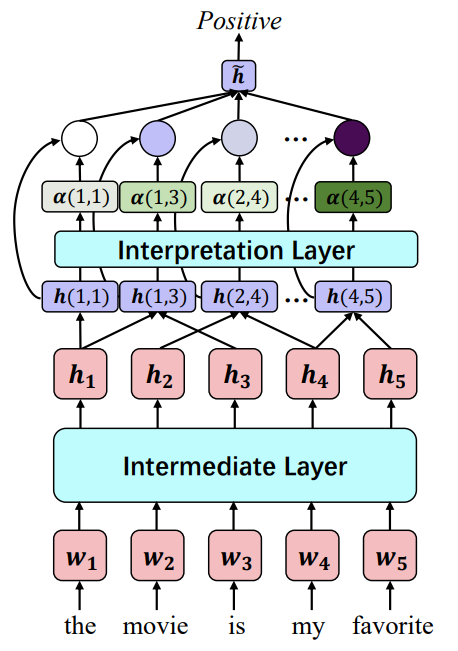 Positive
h̃
...
α(1,1) α(1,3) α(2,4) ... α(4,5)
Interpretation Layer
h(1,1) h(1,3) h(2,4) ... h(4,5)
h₁ h₂ h₃ h₄ h₅
Intermediate Layer
w₁ w₂ w₃ w₄ w₅
the movie is my favorite